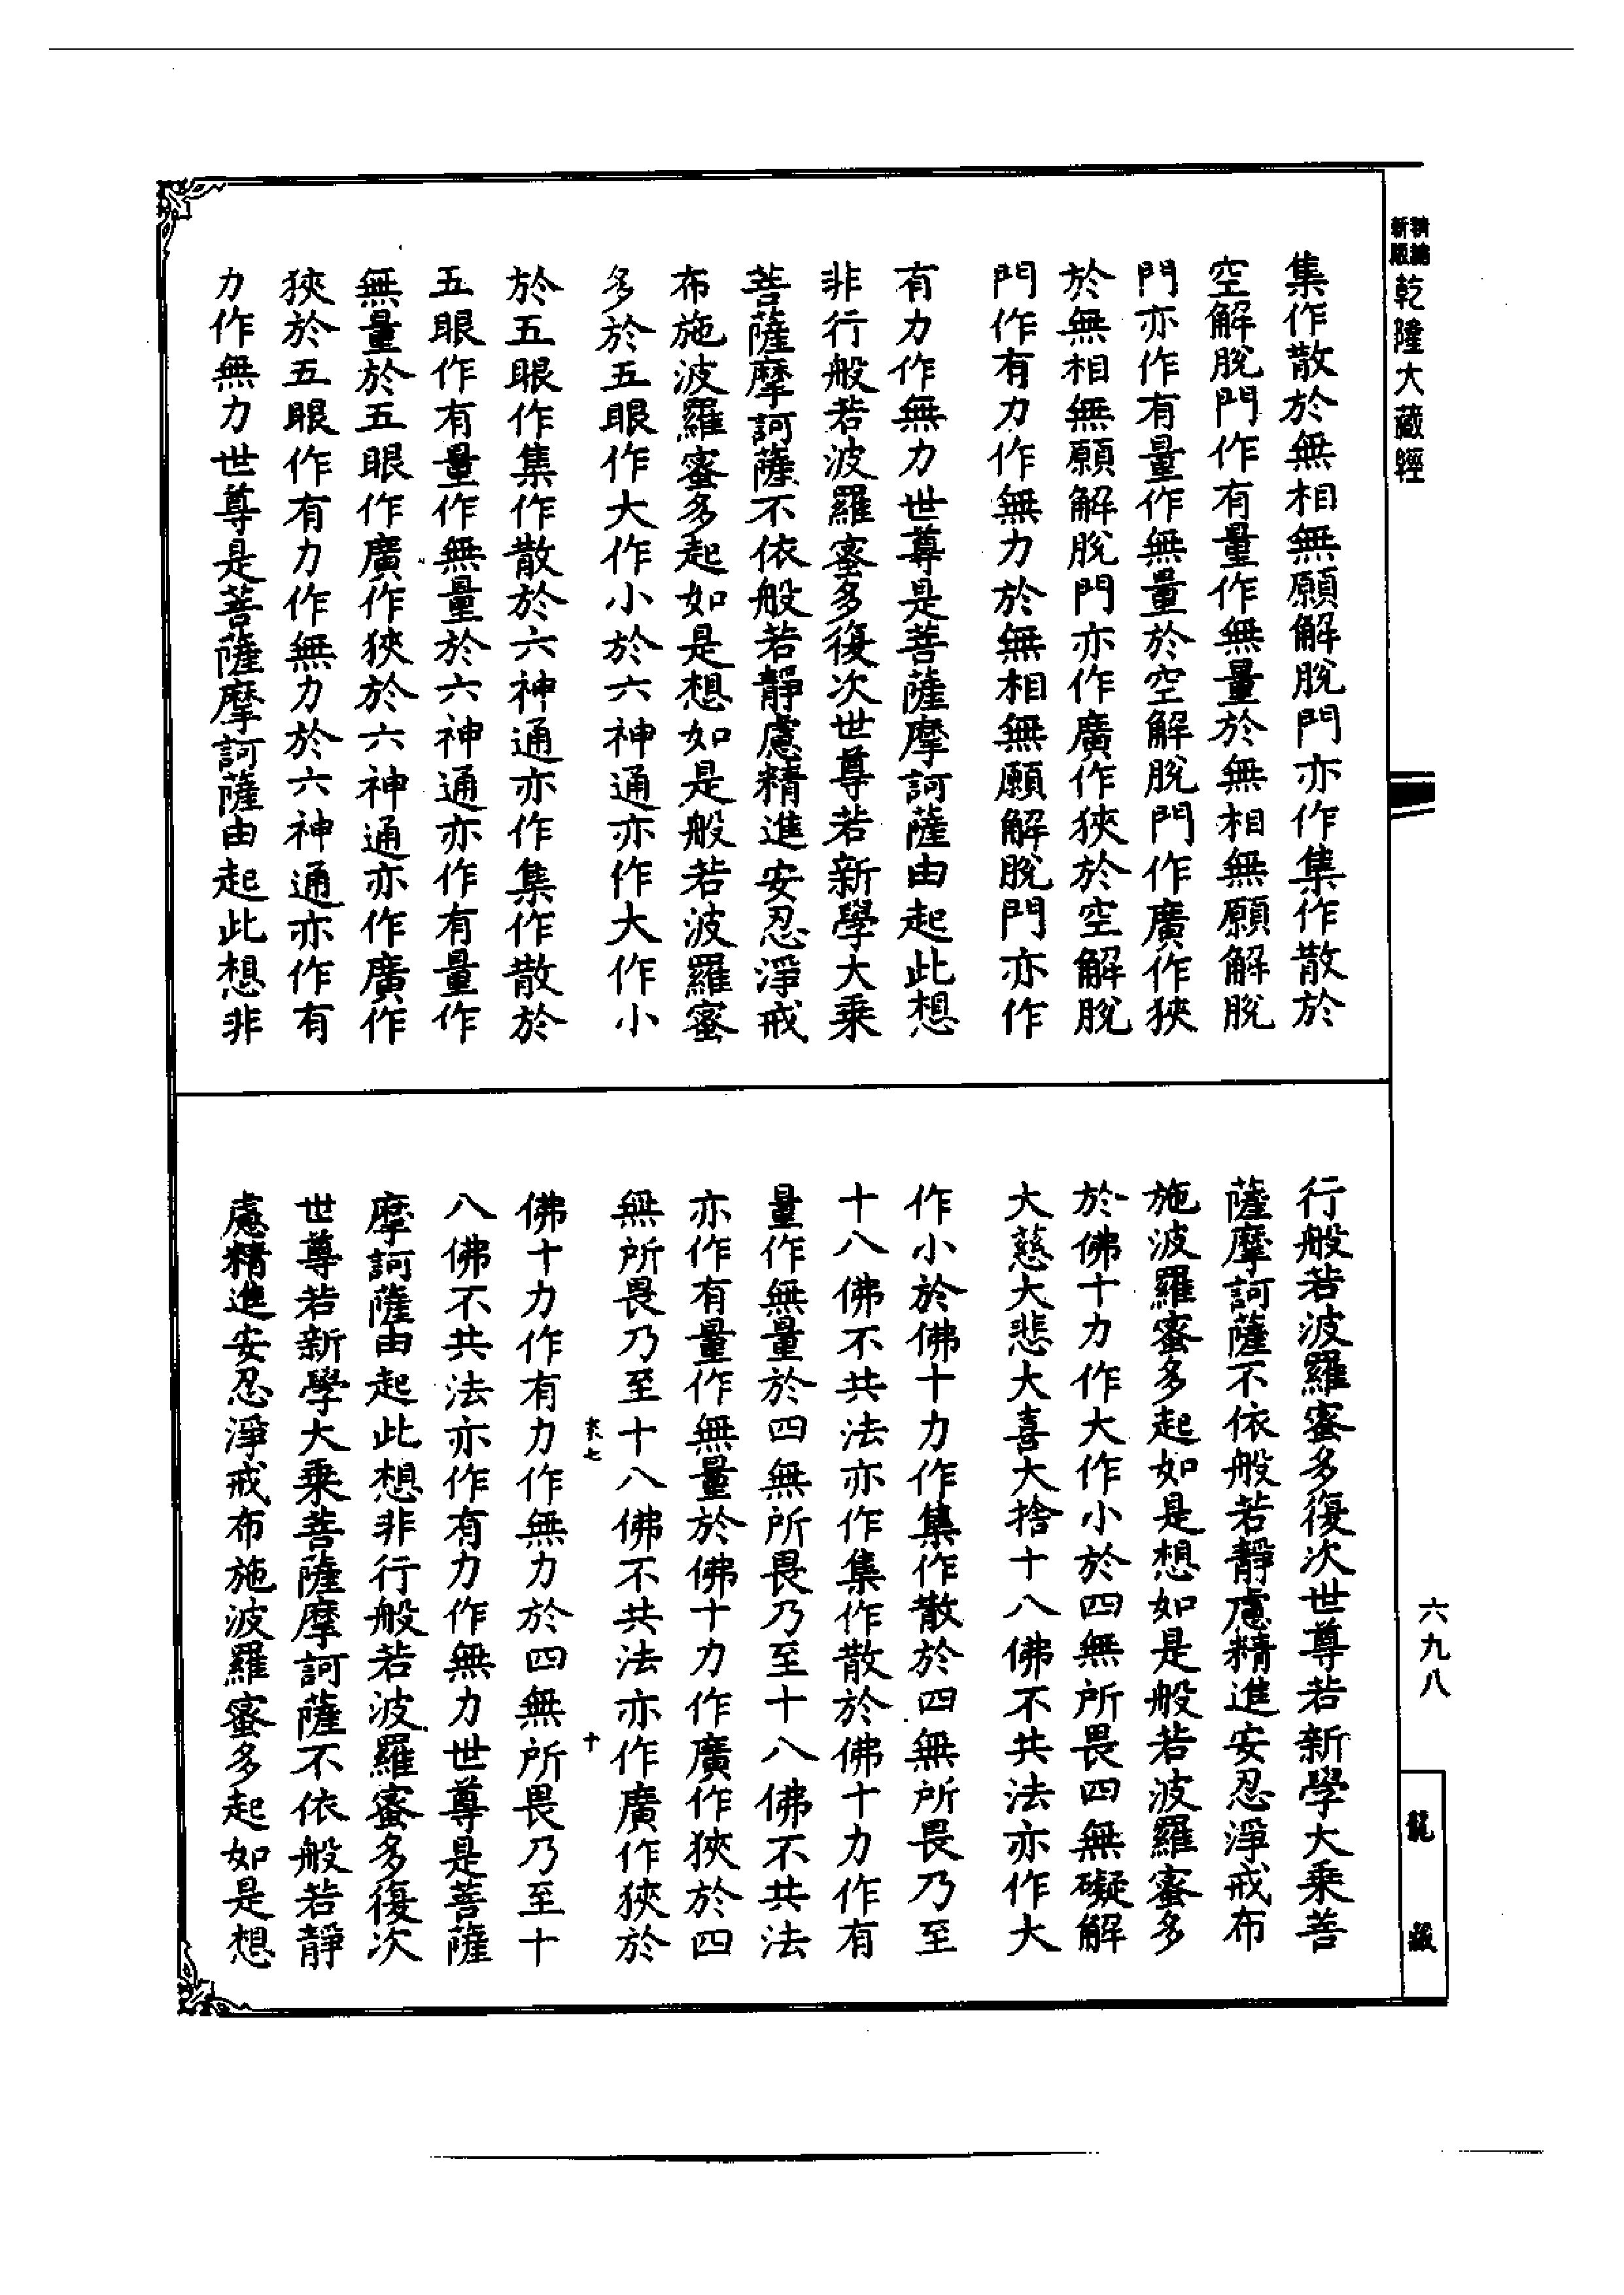 精編新版乾隆大藏經
集作散於無相無願解脫門亦作集作散於
空解脫門作有量作無量於無相無願解脫
門亦作有量作無量於空解脫門作廣作狹
於無相無願解脫門亦作廣作狹於空解脫
門作有力作無力於無相無願解脫門亦作
有力作無力世尊是菩薩摩訶薩由起此想
非行般若波羅蜜多復次世尊若新學大乘
菩薩摩訶薩不依般若靜慮精進安忍淨戒
布施波羅蜜多起如是想如是般若波羅蜜
多於五眼作大作小於六神通亦作大作小
於五眼作集作散於六神通亦作集作散於
五眼作有量作無量於六神通亦作有量作
無量於五眼作廣作狹於六神通亦作廣作
狹於五眼作有力作無力於六神通亦作有
力作無力世尊是菩薩摩訶薩由起此想非
行般若波羅蜜多復次世尊若新學大乘菩
薩摩訶薩不依般若靜慮精進安忍淨戒布
施波羅蜜多起如是想如是般若波羅蜜多
於佛十力作大作小於四無所畏四無礙解
大慈大悲大喜大捨十八佛不共法亦作大
作小於佛十力作集作散於四無所畏乃至
十八佛不共法亦作集作散於佛十力作有
量作無量於四無所畏乃至十八佛不共法
亦作有量作無量於佛十力作廣作狹於四
無所畏乃至十八佛不共法亦作廣作狹於
佛十力作有力作無力於四無所畏乃至十
八佛不共法亦作有力作無力世尊是菩薩
摩訶薩由起此想非行般若波羅蜜多復次
世尊若新學大乘菩薩摩訶薩不依般若靜
慮精進安忍淨戒布施波羅蜜多起如是想
六九八
龍藏